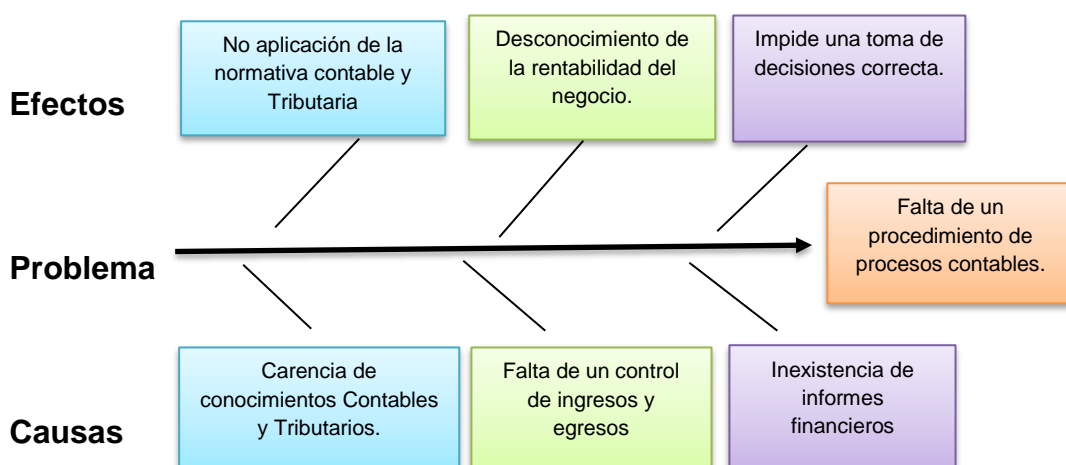 No aplicación de la
normativa contable y
Tributaria
Desconocimiento de
la rentabilidad del
negocio.
Impide una toma de
decisiones correcta.
Efectos
Falta de un
procedimiento de
procesos contables.
Problema
Carencia de
conocimientos Contables
y Tributarios.
Falta de un control
de ingresos y
egresos
Inexistencia de
informes
financieros
Causas